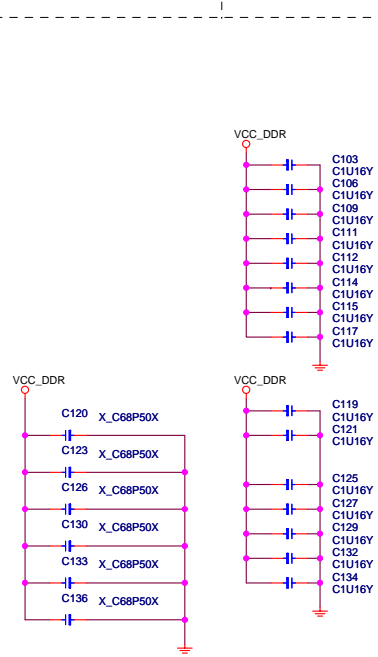 VCC_DDR
C103
C1U16Y
C106
C1U16Y
C109
C1U16Y
C111
C1U16Y
C112
C1U16Y
C114
C1U16Y
C115
C1U16Y
C117
C1U16Y
VCC_DDR
C120 X_C68P50X
C123 X_C68P50X
C126 X_C68P50X
C130 X_C68P50X
C133 X_C68P50X
C136 X_C68P50X
VCC_DDR
C119
C1U16Y
C121
C1U16Y
C125
C1U16Y
C127
C1U16Y
C129
C1U16Y
C132
C1U16Y
C134
C1U16Y